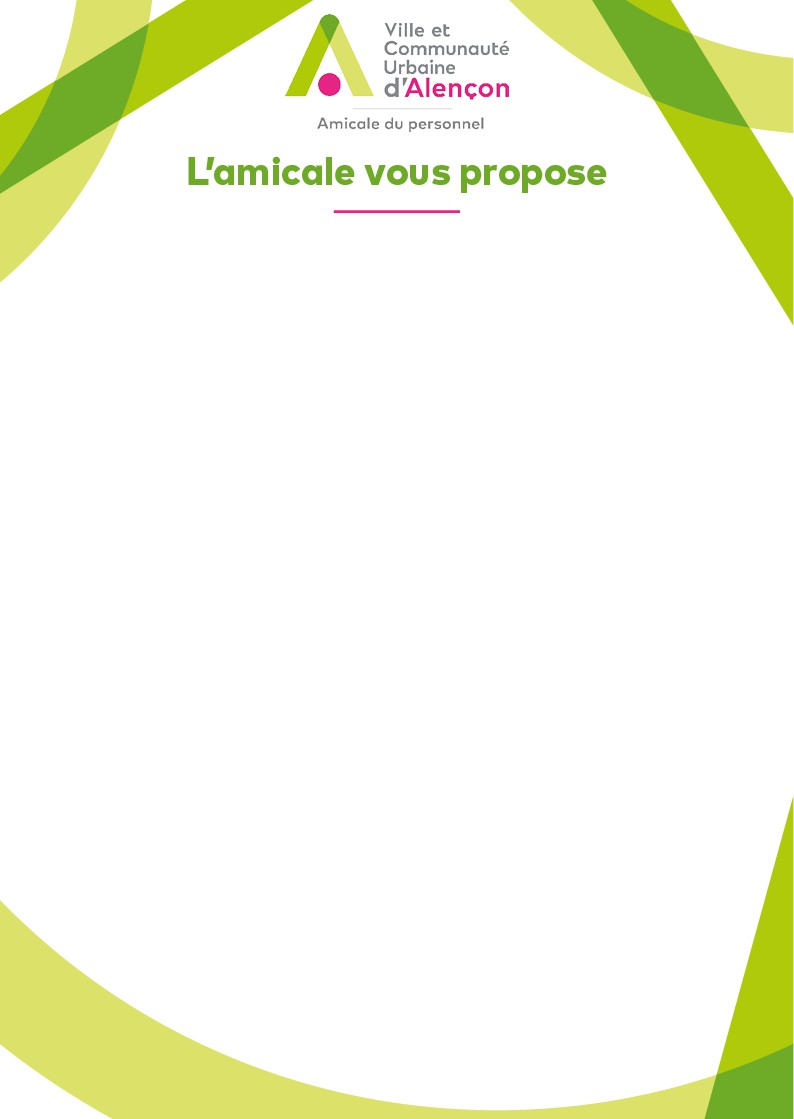 Ville et
Communauté
Urbaine
d'Alençon
Amicale du personnel
L'amicale vous propose